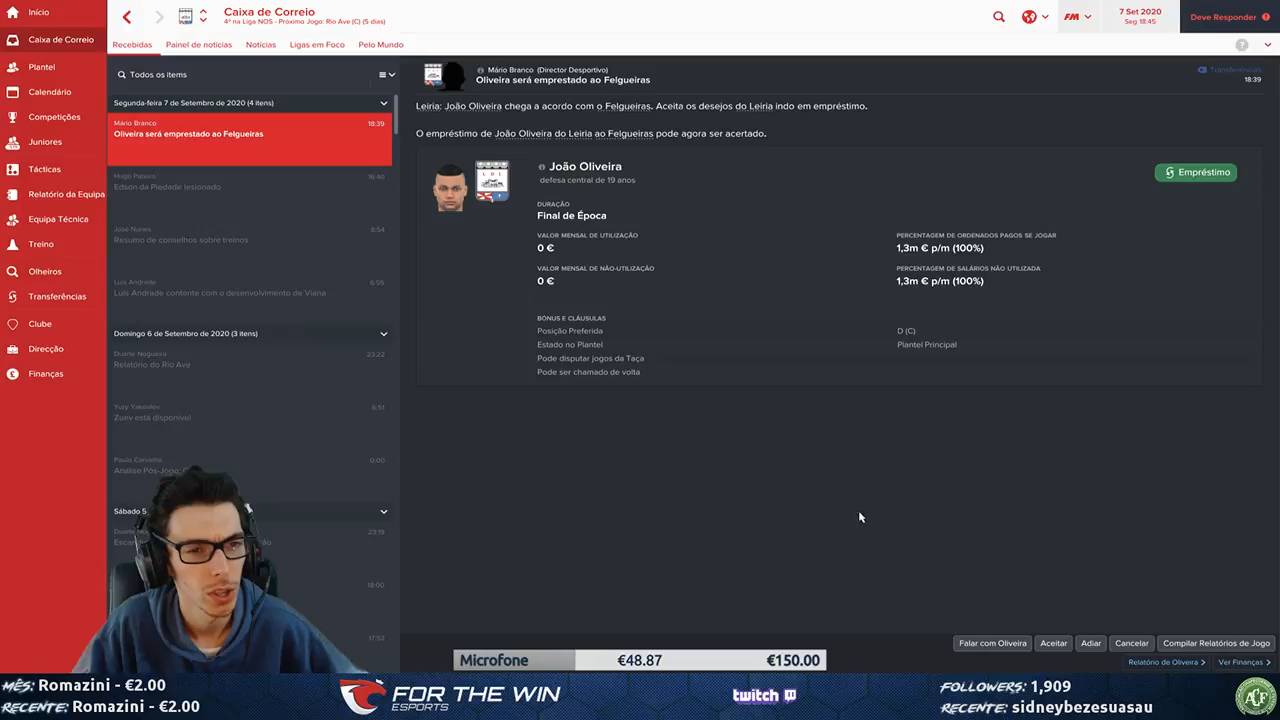 Início
Caixa de Correio
Plantel
Calendário
Competições
Juniores
Tácticas
Relatório da Equipa
Equipa Técnica
Treino
Olheiros
Transferências
Clube
Direcção
Finanças
Caixa de Correio
4º na Liga NOS - Próximo Jogo: Rio Ave (C) (5 dias)
FM
7 Set 2020
Seg 18:45
Deve Responder
Recebidas
Painel de notícias
Notícias
Ligas em Foco
Pelo Mundo
Todos os items
Segunda-feira 7 de Setembro de 2020 (4 itens)
Mário Branco 18:39
Oliveira será emprestado ao Felgueiras
16:40
Edson da Piedade lesionado
José Nunes 8:54
Resumo de conselhos sobre treinos
Luís Andrade 6:55
Luís Andrade contente com o desenvolvimento de Viana
Domingo 6 de Setembro de 2020 (3 itens)
Duarte Nogueira 23:22
Relatório do Rio Ave
Yury Yakovlev 6:51
Zuev está disponível
Paulo Carvalho 0:00
Análise Pós-Jogo:
Sábado 5
23:19
18:00
17:52
Mário Branco (Director Desportivo)
Oliveira será emprestado ao Felgueiras
Transferências
18:39
Leiria: João Oliveira chega a acordo com o Felgueiras. Aceita os desejos do Leiria indo em empréstimo.
O empréstimo de João Oliveira do Leiria ao Felgueiras pode agora ser acertado.
João Oliveira
defesa central de 19 anos
Empréstimo
DURAÇÃO
Final de Época
VALOR MENSAL DE UTILIZAÇÃO
0 €
PERCENTAGEM DE ORDENADOS PAGOS SE JOGAR
1,3m € p/m (100%)
VALOR MENSAL DE NÃO-UTILIZAÇÃO
0 €
PERCENTAGEM DE SALÁRIOS NÃO UTILIZADA
1,3m € p/m (100%)
BÓNUS E CLÁUSULAS
Posição Preferida D (C)
Estado no Plantel Plantel Principal
Pode disputar jogos da Taça
Pode ser chamado de volta
Falar com Oliveira
Aceitar
Adiar
Cancelar
Compilar Relatórios de Jogo
Relatório de Oliveira
Ver Finanças
Microfone €48.87 €150.00
MÊS: Romazini - €2.00
RECENTE: Romazini - €2.00
FOR THE WIN
ESPORTS
twitch
FOLLOWERS: 1,909
RECENTE: sidneybezesuasau
ACF